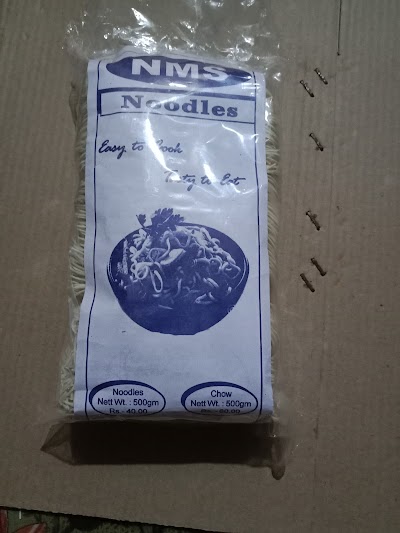 NMS
Noodles
Easy to Cook
Tasty to Eat
Noodles
Nett Wt. : 500gm
Rs - 40.00
Chow
Nett Wt. : 500gm